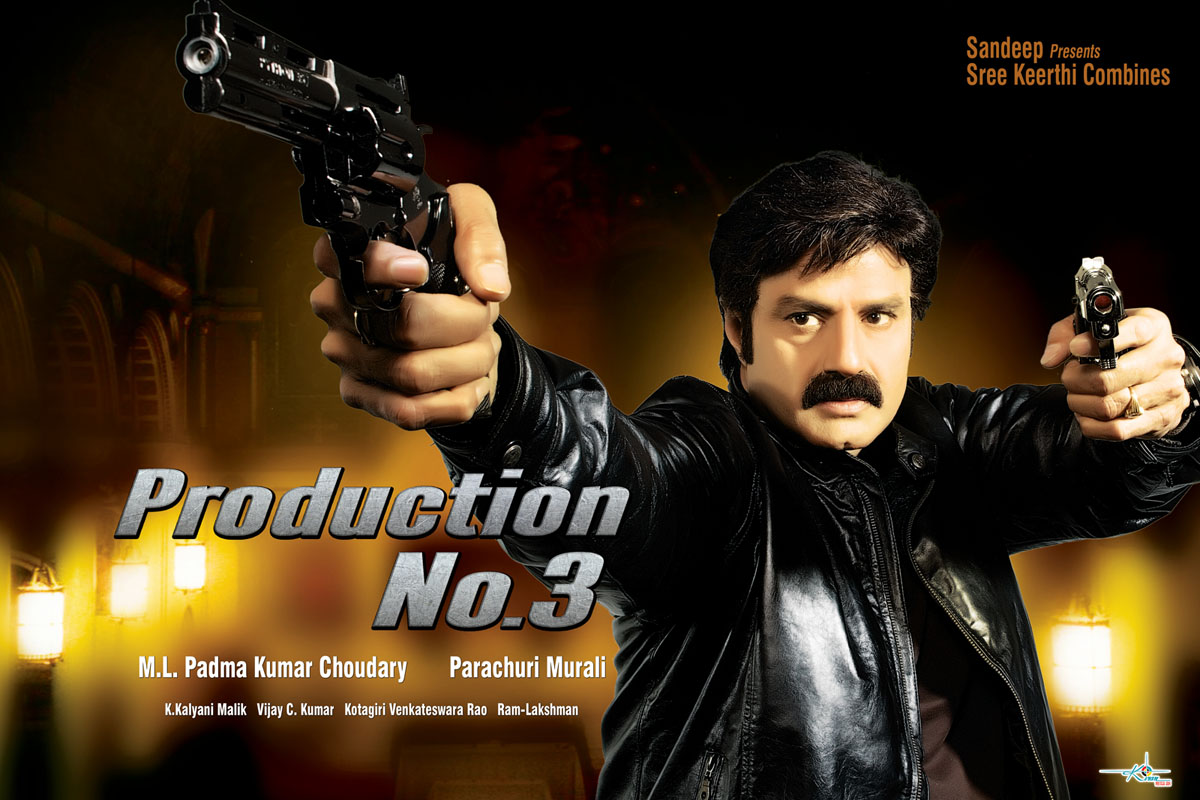 Sandeep Presents
Sree Keerthi Combines
Production
No.3
M.L. Padma Kumar Choudary Parachuri Murali
K.Kalyani Malik Vijay C. Kumar Kotagiri Venkateswara Rao Ram-Lakshman